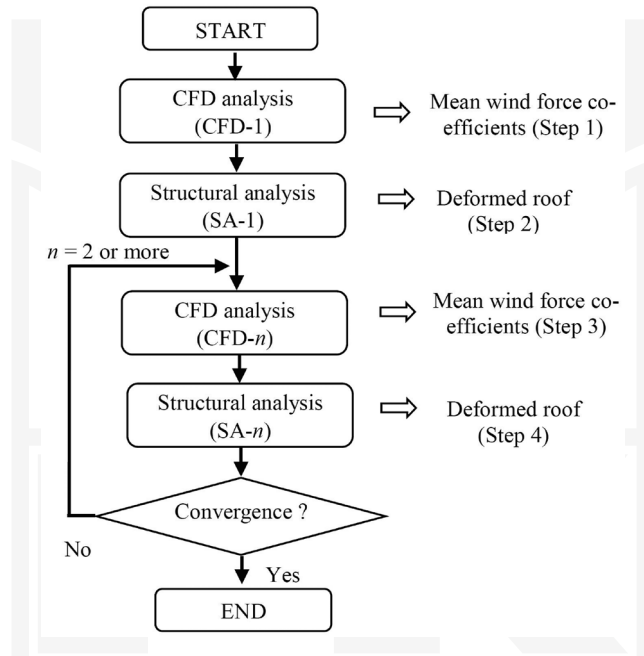 START
CFD analysis
(CFD-1)
Mean wind force co-
efficients (Step 1)
Structural analysis
(SA-1)
Deformed roof
(Step 2)
n = 2 or more
CFD analysis
(CFD-n)
Mean wind force co-
efficients (Step 3)
Structural analysis
(SA-n)
Deformed roof
(Step 4)
Convergence ?
No
Yes
END